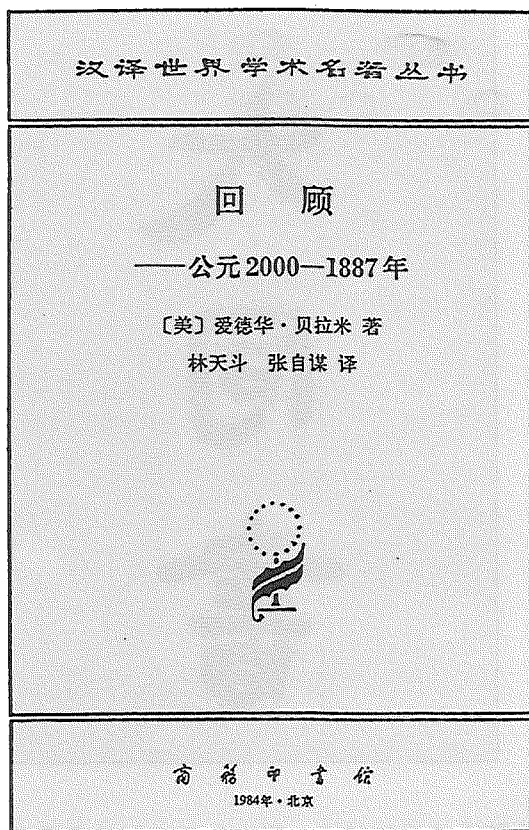 汉译世界学术名著丛书
回 顾
——公元2000—1887年
〔美〕爱德华·贝拉米 著
林天斗 张自谋 译
商务印书馆
1984年·北京